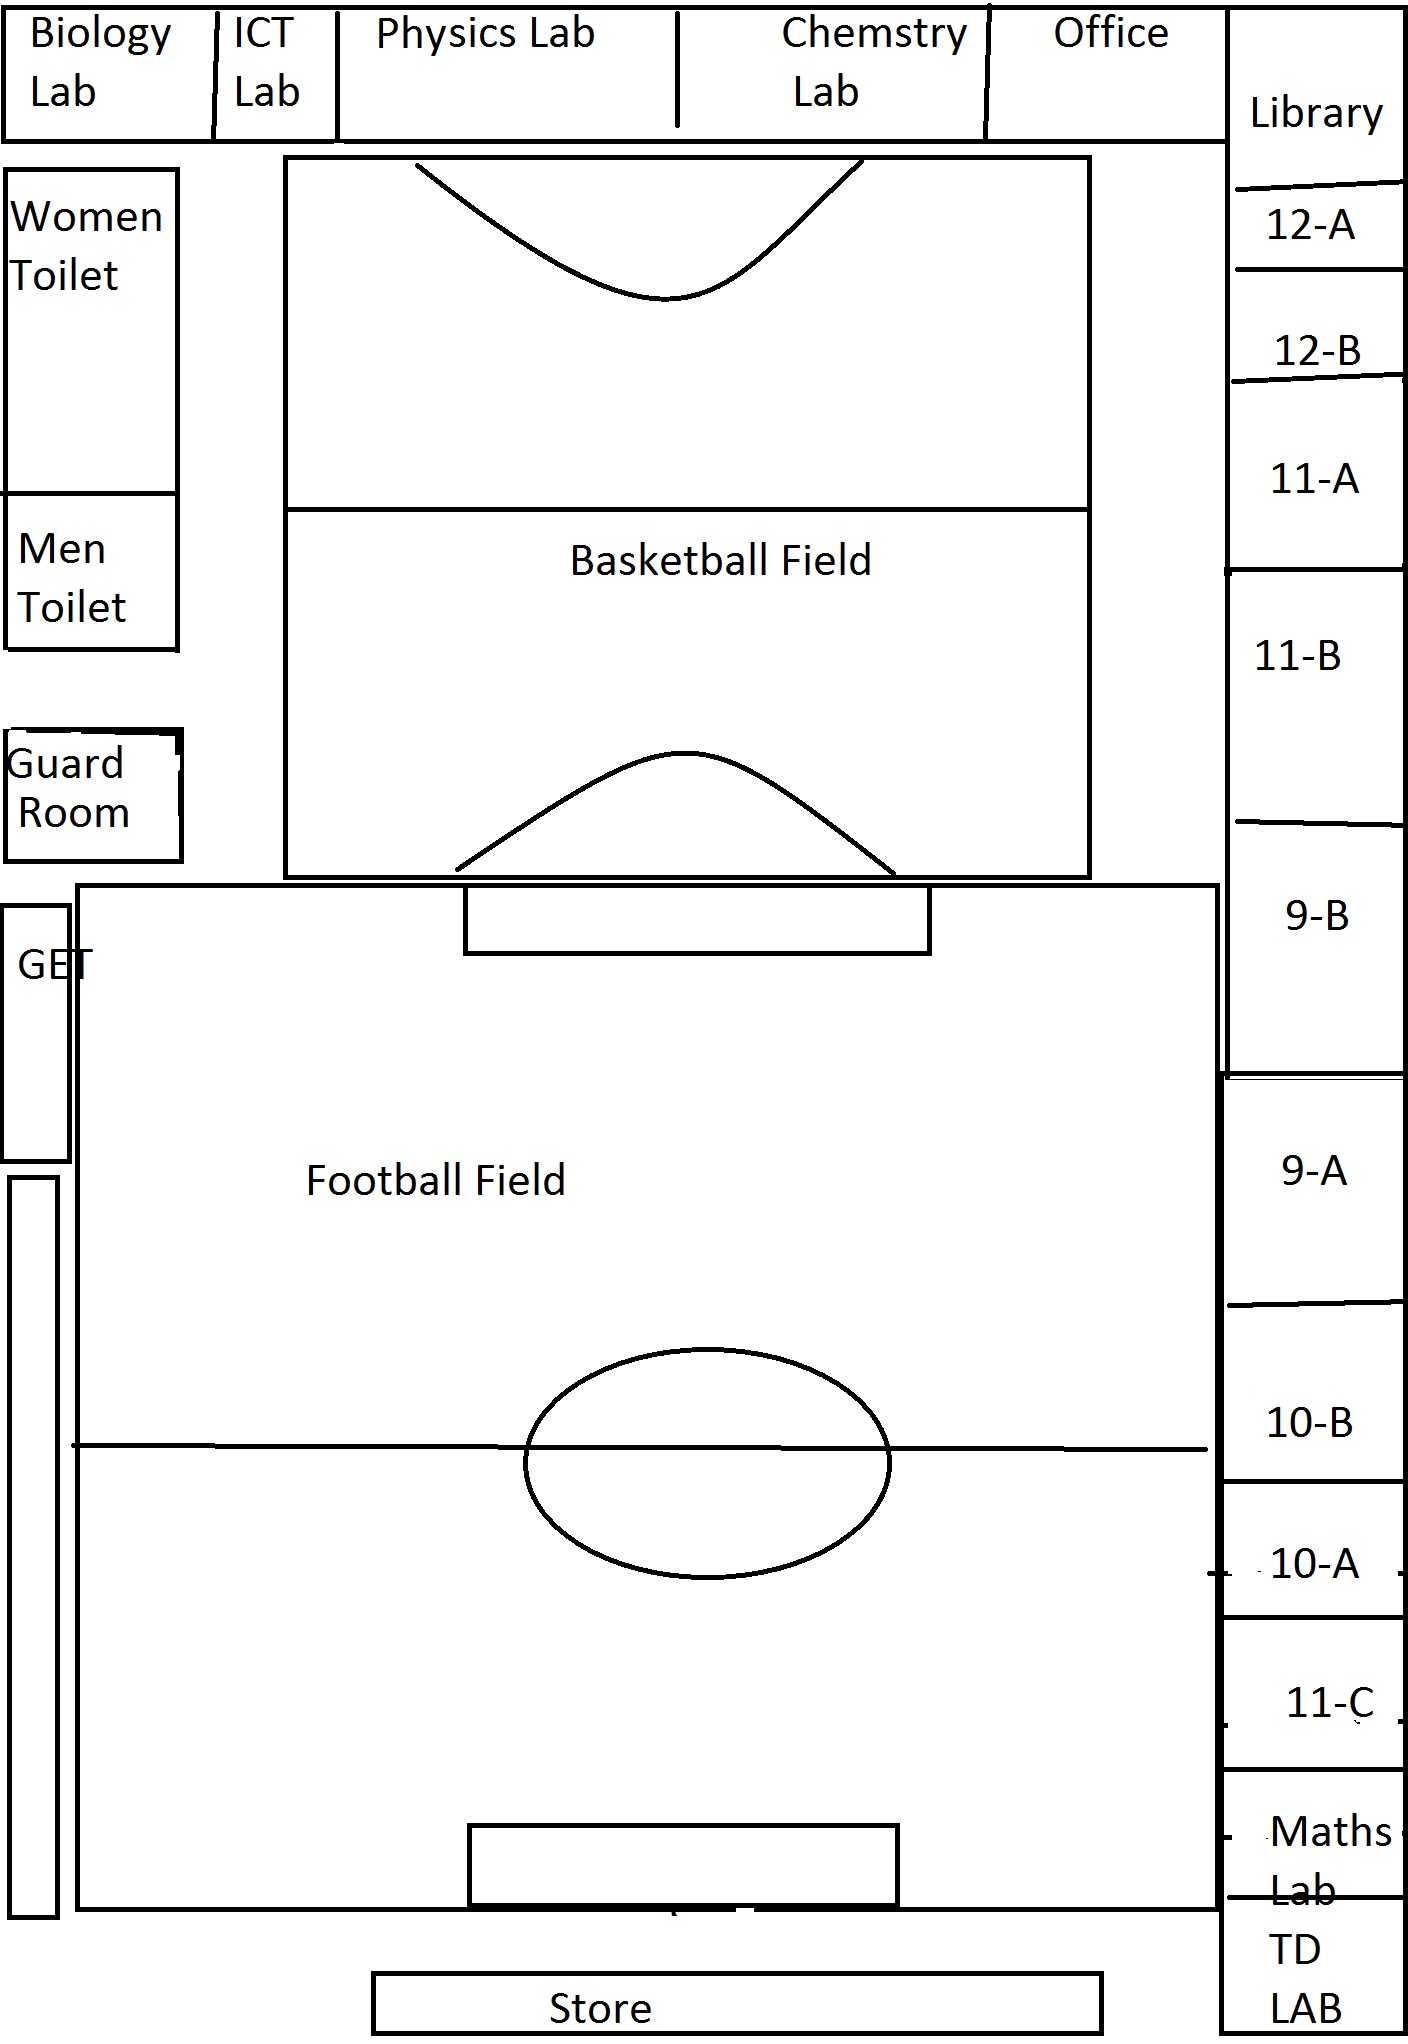 Biology
Lab
ICT
Lab
Physics Lab
Chemstry
Lab
Office
Library
Women
Toilet
12-A
12-B
11-A
Men
Toilet
Basketball Field
11-B
Guard
Room
9-B
GET
Football Field
9-A
10-B
10-A
11-C
Maths
Lab
TD
LAB
Store